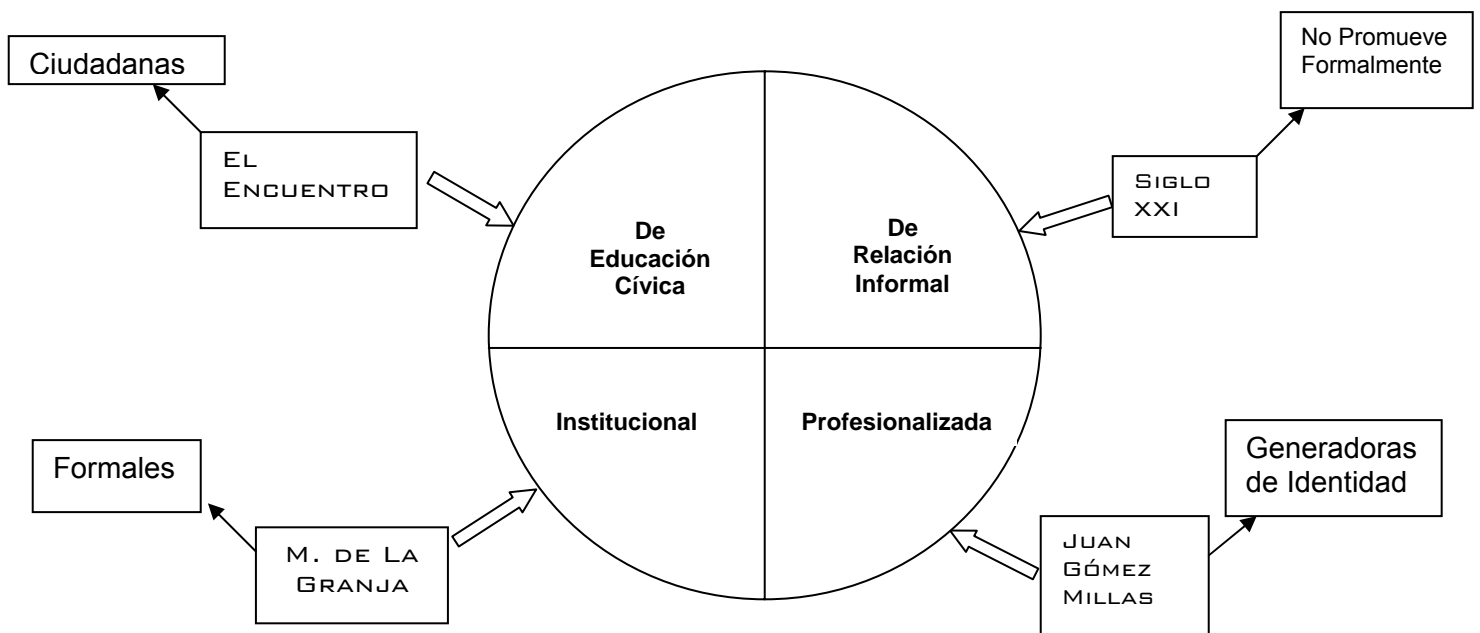 Ciudadanas
No Promueve
Formalmente
EL
ENCUENTRO
SIGLO
XXI
De
Educación
Cívica
De
Relación
Informal
Institucional
Profesionalizada
Formales
Generadoras
de Identidad
M. DE LA
GRANJA
JUAN
GÓMEZ
MILLAS